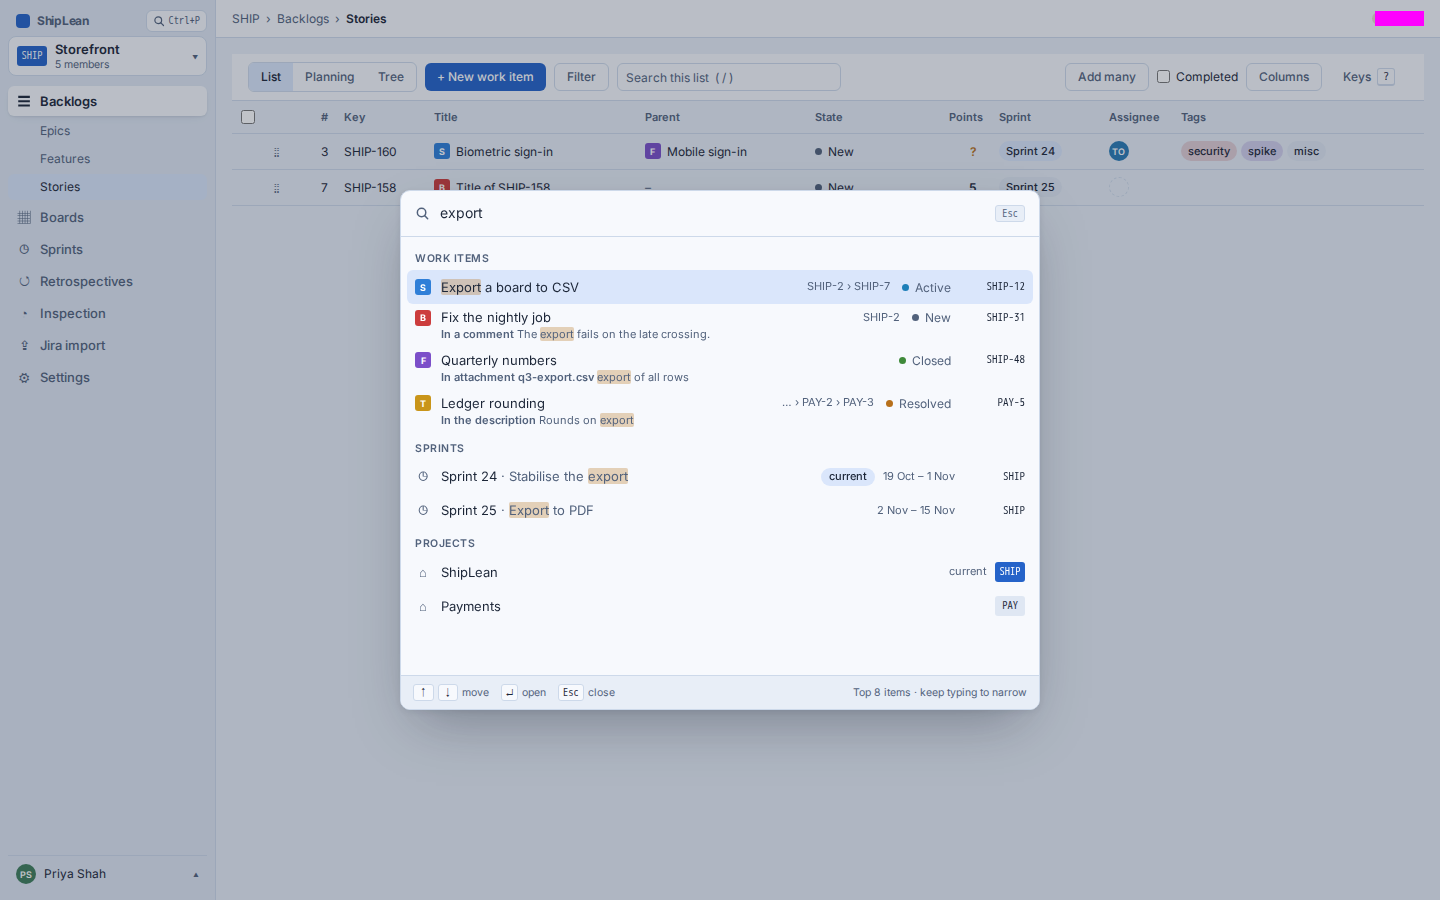 ShipLean
Ctrl+P
SHIP
Storefront
5 members
Backlogs
Epics
Features
Stories
Boards
Sprints
Retrospectives
Inspection
Jira import
Settings
PS Priya Shah
SHIP › Backlogs › Stories
List Planning Tree + New work item Filter Search this list ( / ) Add many Completed Columns Keys ?
# Key Title Parent State Points Sprint Assignee Tags
3 SHIP-160 S Biometric sign-in F Mobile sign-in New ? Sprint 24 TO security spike misc
7 SHIP-158 B Title of SHIP-158 – New 5 Sprint 25
export Esc
WORK ITEMS
S Export a board to CSV SHIP-2 › SHIP-7 Active SHIP-12
B Fix the nightly job SHIP-2 New SHIP-31
In a comment The export fails on the late crossing.
F Quarterly numbers Closed SHIP-48
In attachment q3-export.csv export of all rows
T Ledger rounding … › PAY-2 › PAY-3 Resolved PAY-5
In the description Rounds on export
SPRINTS
Sprint 24 · Stabilise the export current 19 Oct – 1 Nov SHIP
Sprint 25 · Export to PDF 2 Nov – 15 Nov SHIP
PROJECTS
ShipLean current SHIP
Payments PAY
↑ ↓ move ↵ open Esc close Top 8 items · keep typing to narrow